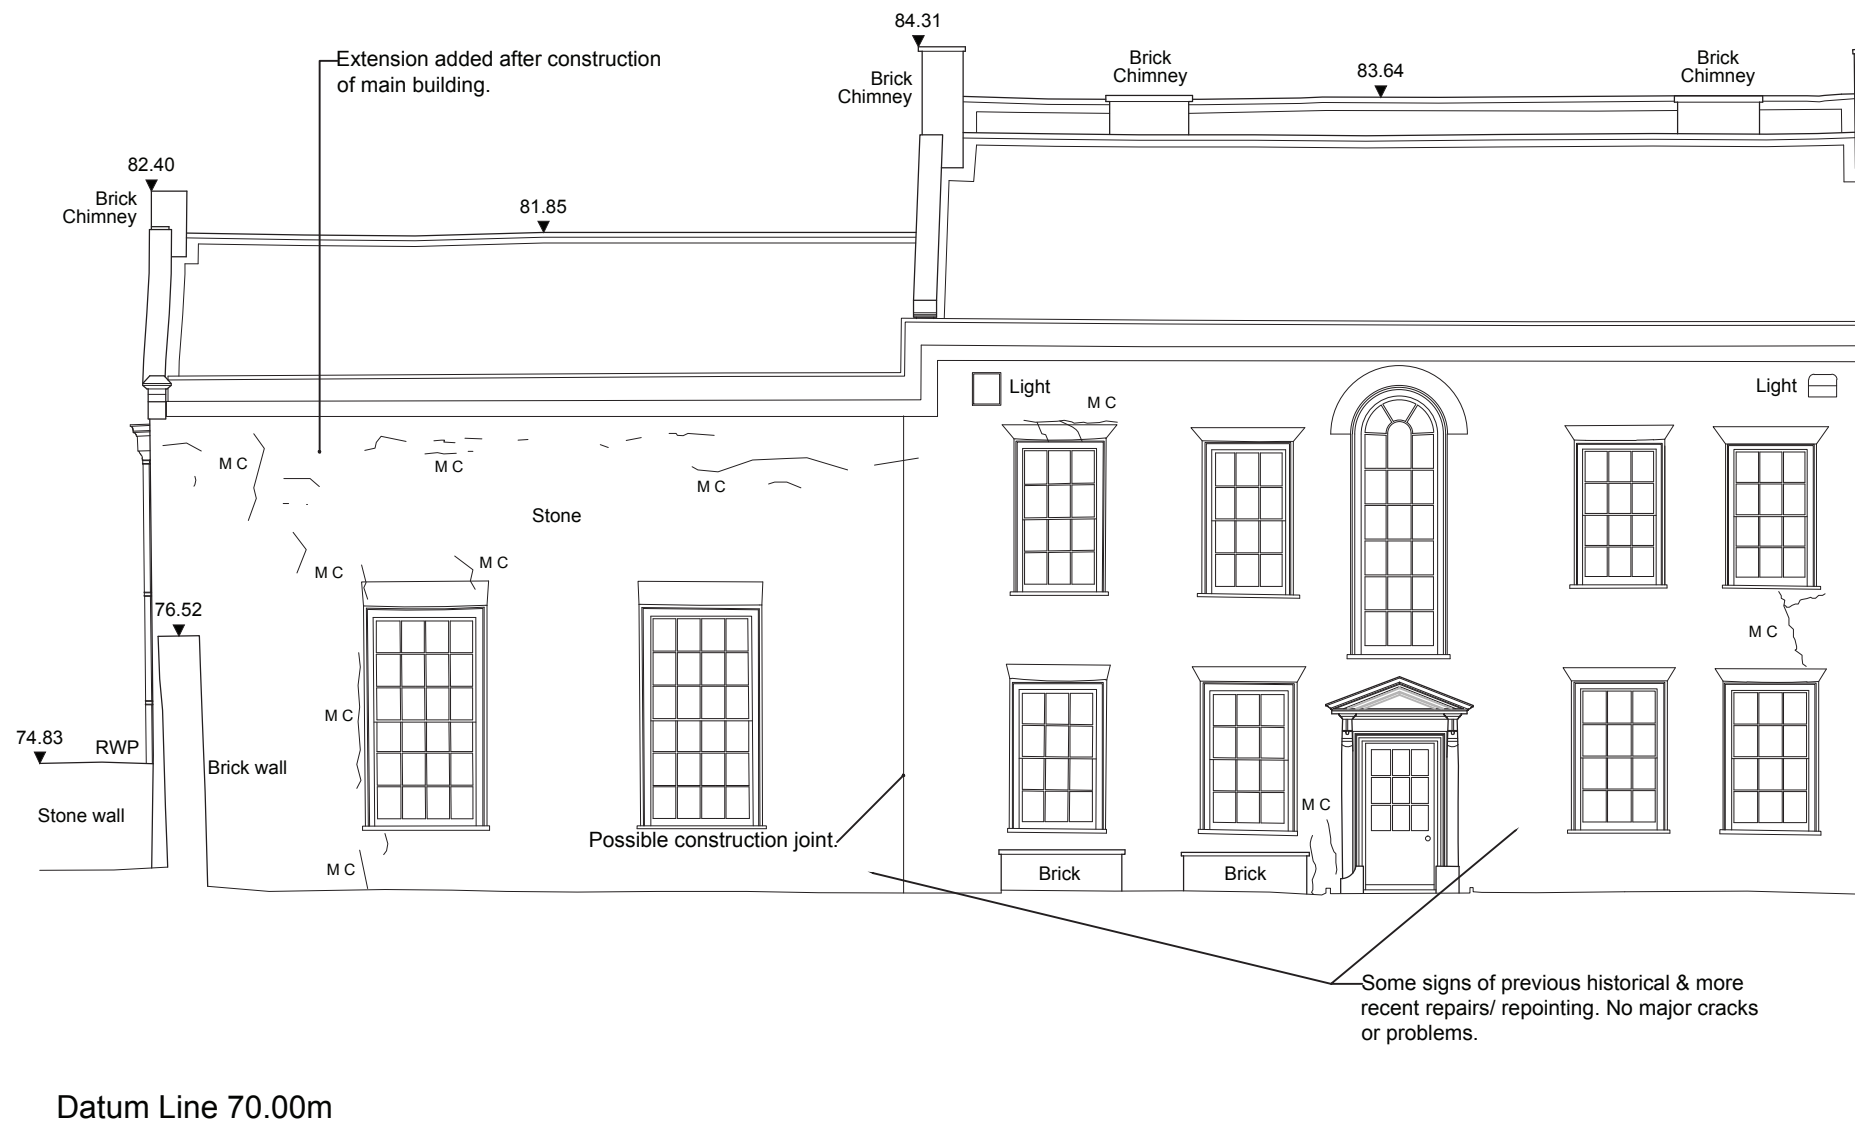 84.31
Extension added after construction
of main building.
Brick
Chimney
Brick
Chimney
83.64
Brick
Chimney
82.40
Brick
Chimney
81.85
Light
M C
Light
M C
M C
M C
Stone
M C
M C
76.52
M C
M C
74.83
RWP
Brick wall
Stone wall
M C
Possible construction joint.
M C
Brick
Brick
Some signs of previous historical & more
recent repairs/ repointing. No major cracks
or problems.
Datum Line 70.00m